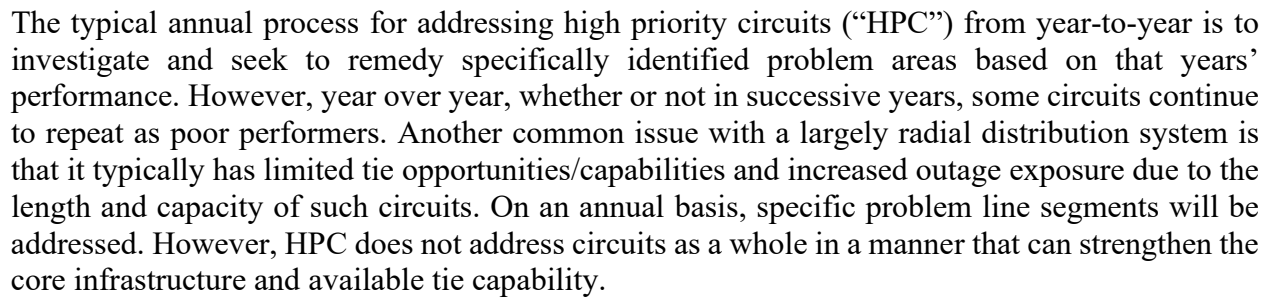 The typical annual process for addressing high priority circuits (“HPC”) from year-to-year is to
investigate and seek to remedy specifically identified problem areas based on that years’
performance. However, year over year, whether or not in successive years, some circuits continue
to repeat as poor performers. Another common issue with a largely radial distribution system is
that it typically has limited tie opportunities/capabilities and increased outage exposure due to the
length and capacity of such circuits. On an annual basis, specific problem line segments will be
addressed. However, HPC does not address circuits as a whole in a manner that can strengthen the
core infrastructure and available tie capability.